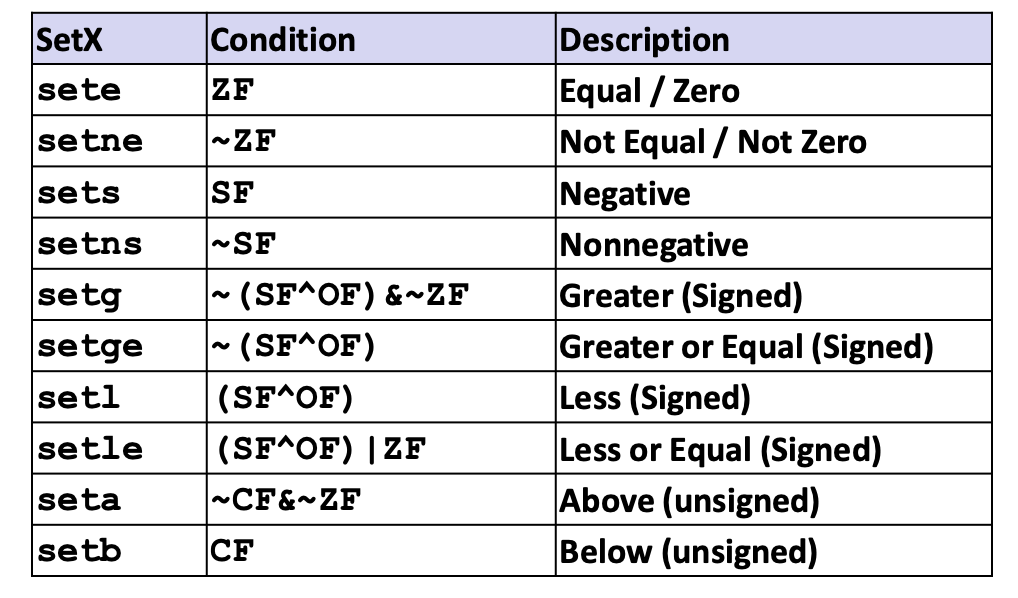 SetX Condition Description
sete ZF Equal / Zero
setne ~ZF Not Equal / Not Zero
sets SF Negative
setns ~SF Nonnegative
setg ~(SF^OF)&~ZF Greater (Signed)
setge ~(SF^OF) Greater or Equal (Signed)
setl (SF^OF) Less (Signed)
setle (SF^OF)|ZF Less or Equal (Signed)
seta ~CF&~ZF Above (unsigned)
setb CF Below (unsigned)